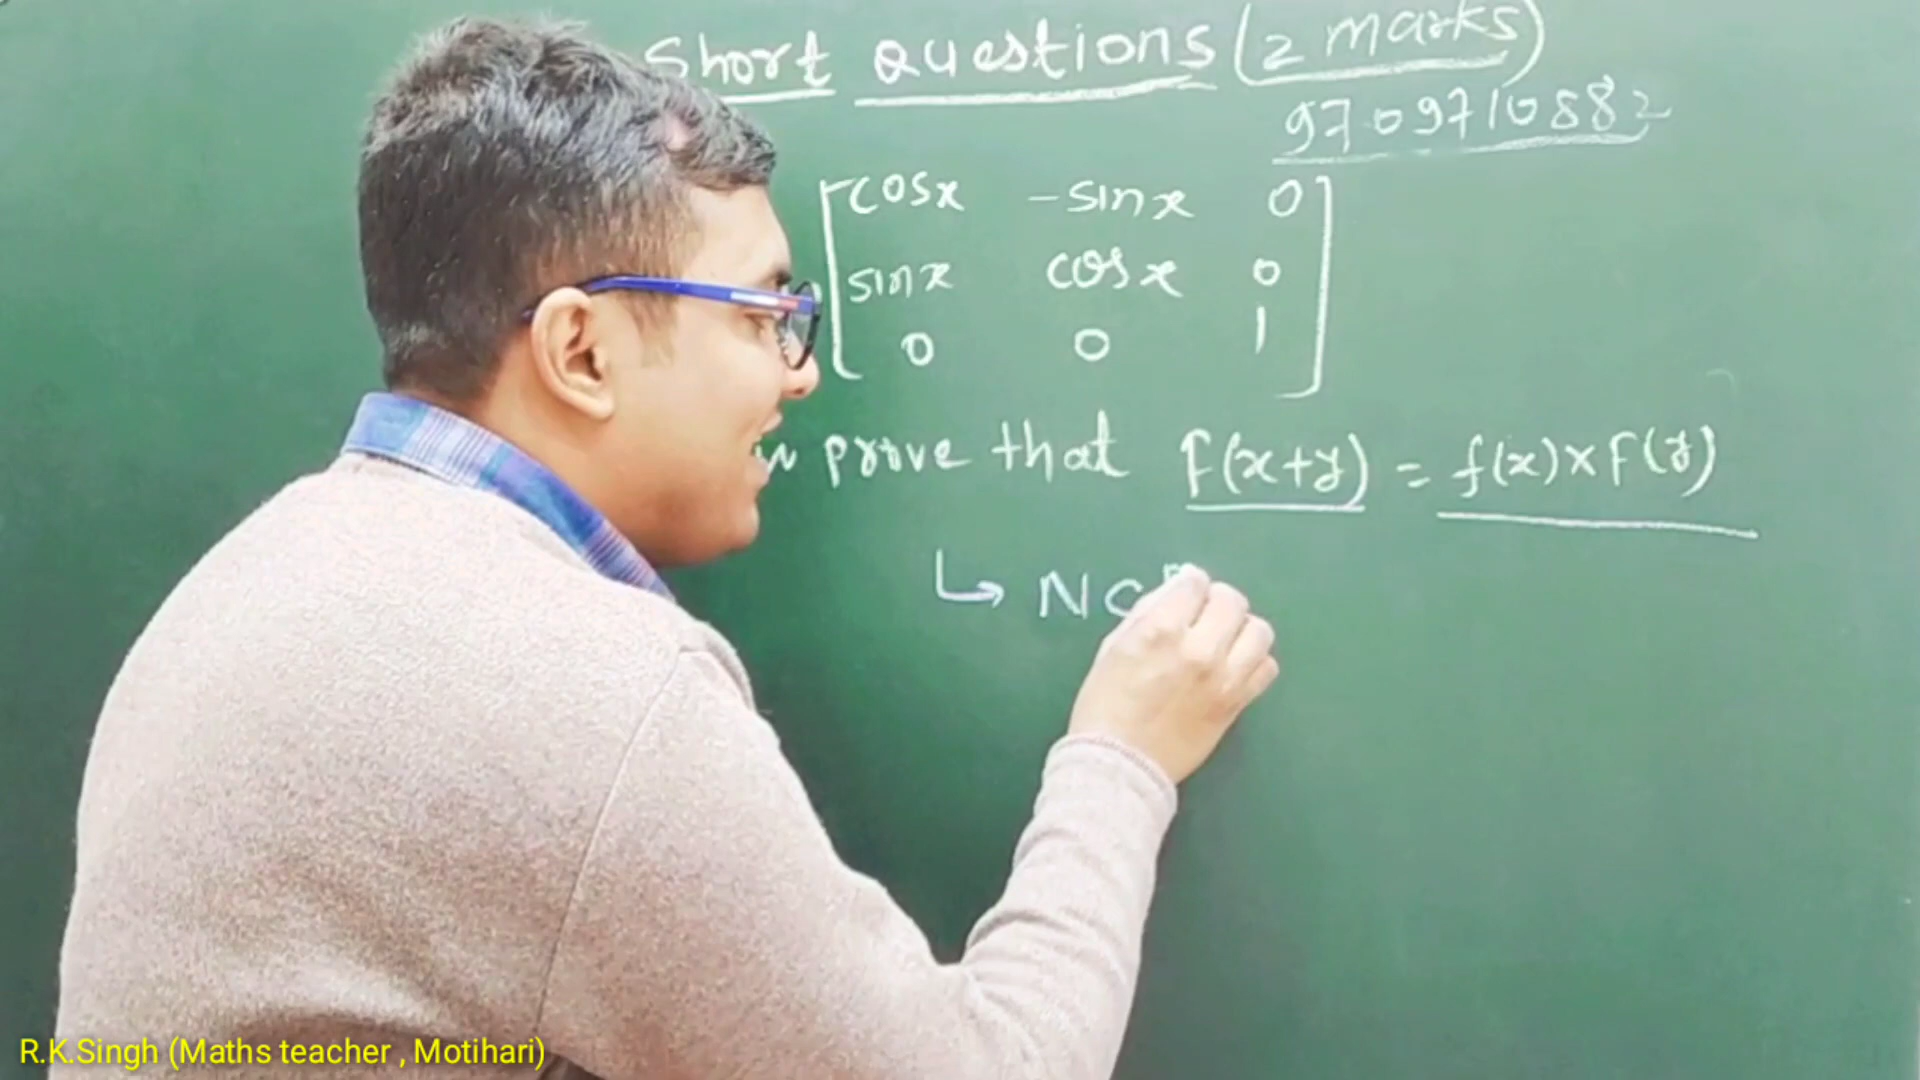 Short Questions (2 marks)
9709710882
cosx -sinx 0
sinx cosx 0
0 0 1
prove that F(x+y) = f(x)×F(y)
↳ NC
R.K.Singh (Maths teacher , Motihari)